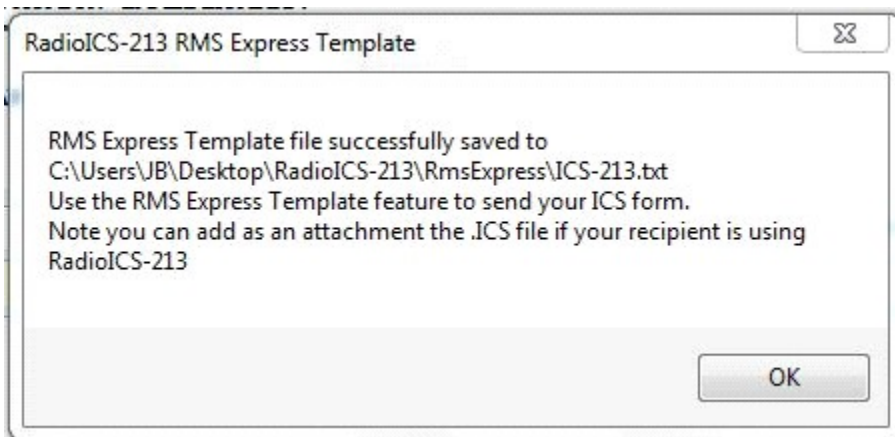 RadioICS-213 RMS Express Template
RMS Express Template file successfully saved to
C:\Users\JB\Desktop\RadioICS-213\RmsExpress\ICS-213.txt
Use the RMS Express Template feature to send your ICS form.
Note you can add as an attachment the .ICS file if your recipient is using
RadioICS-213
OK